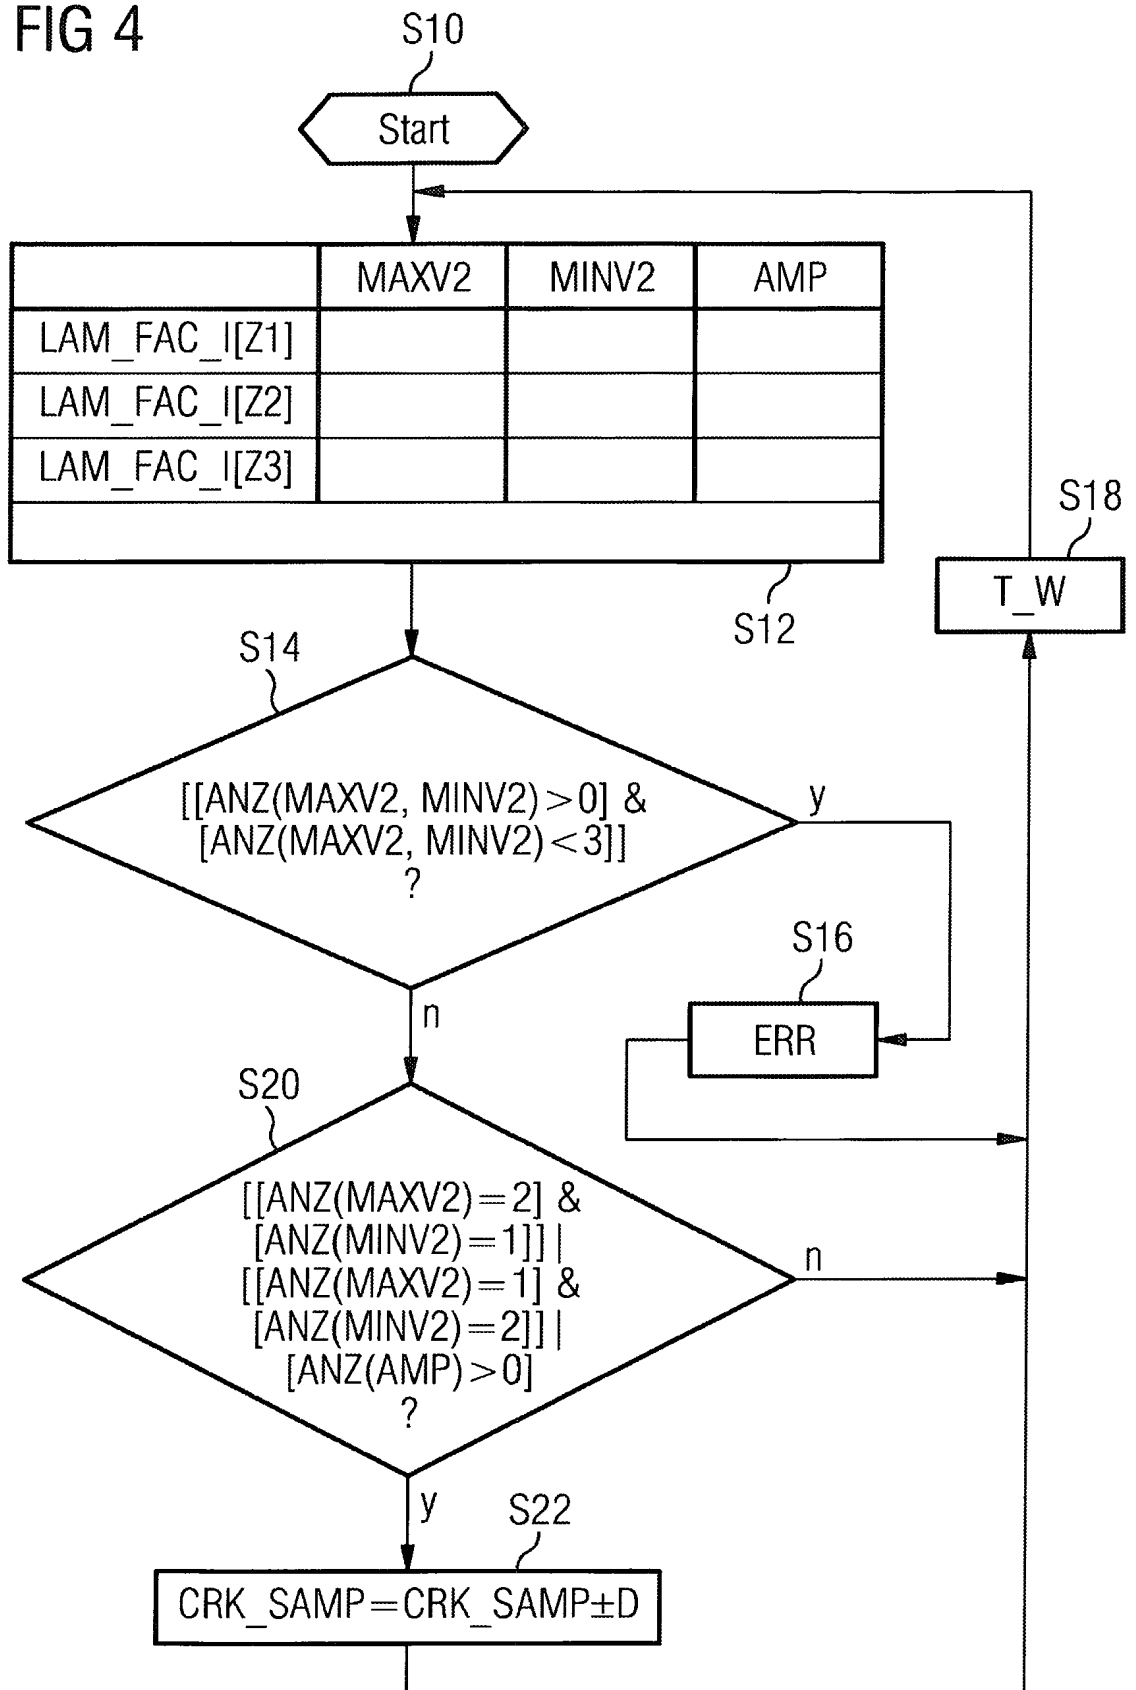 FIG 4
S10
Start
MAXV2 MINV2 AMP
LAM_FAC_I[Z1]
LAM_FAC_I[Z2]
LAM_FAC_I[Z3]
S18
T_W
S12
S14
[[ANZ(MAXV2, MINV2)>0] &
[ANZ(MAXV2, MINV2)<3]]
?
y
S16
ERR
n
S20
[[ANZ(MAXV2)=2] &
[ANZ(MINV2)=1]] |
[[ANZ(MAXV2)=1] &
[ANZ(MINV2)=2]] |
[ANZ(AMP)>0]
?
n
y
S22
CRK_SAMP=CRK_SAMP±D